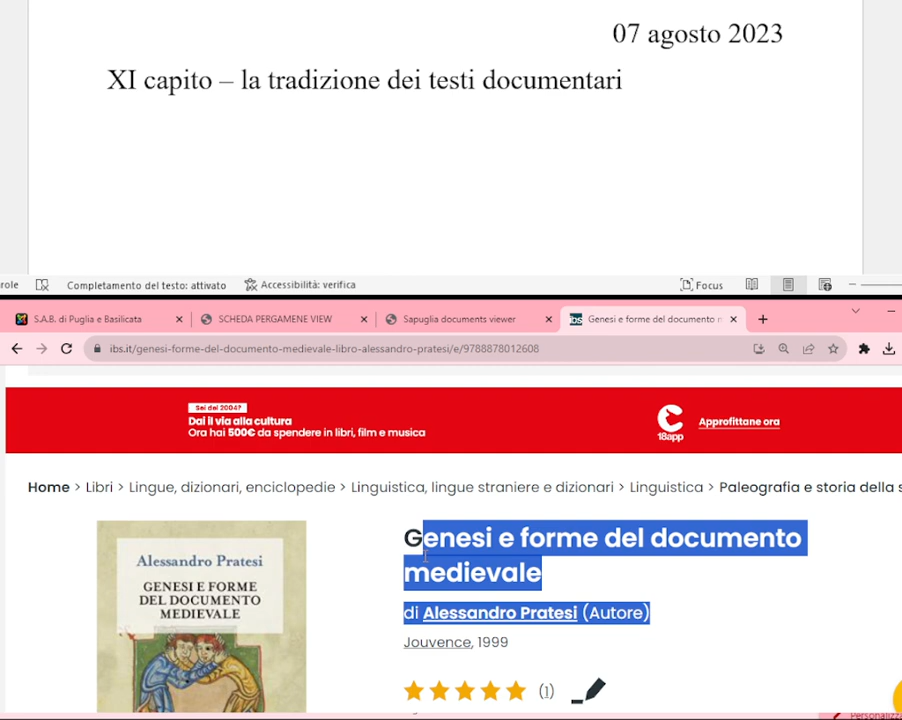 07 agosto 2023
XI capito – la tradizione dei testi documentari
role Completamento del testo: attivato Accessibilità: verifica Focus
S.A.B. di Puglia e Basilicata SCHEDA PERGAMENE VIEW Sapuglia documents viewer ibs Genesi e forme del documento m
ibs.it/genesi-forme-del-documento-medievale-libro-alessandro-pratesi/e/9788878012608
Sei del 2004?
Dai il via alla cultura
Ora hai 500€ da spendere in libri, film e musica
18app
Approfittane ora
Home > Libri > Lingue, dizionari, enciclopedie > Linguistica, lingue straniere e dizionari > Linguistica > Paleografia e storia della s
Alessandro Pratesi
GENESI E FORME
DEL DOCUMENTO
MEDIEVALE
Genesi e forme del documento
medievale
di Alessandro Pratesi (Autore)
Jouvence, 1999
(1)
Personalizza